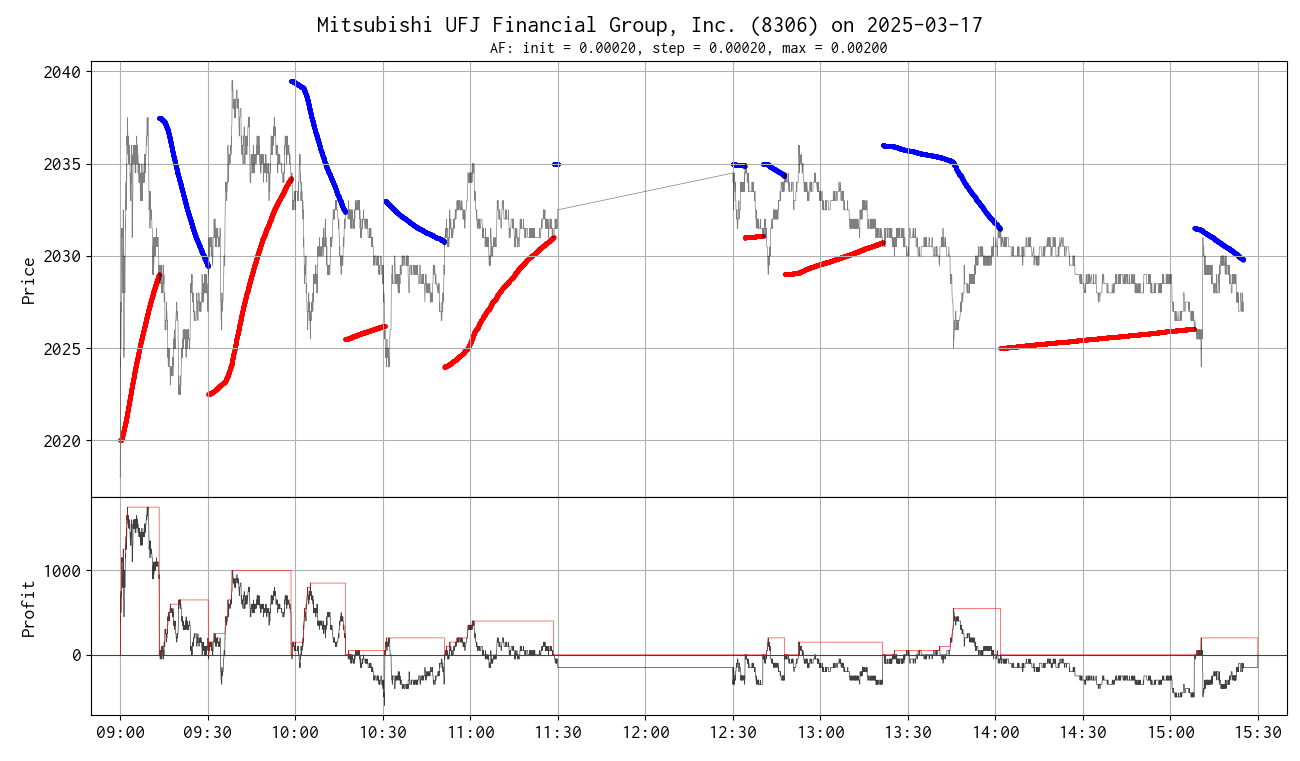 Mitsubishi UFJ Financial Group, Inc. (8306) on 2025-03-17
AF: init = 0.00020, step = 0.00020, max = 0.00200
Price
2040
2035
2030
2025
2020
Profit
1000
0
09:00 09:30 10:00 10:30 11:00 11:30 12:00 12:30 13:00 13:30 14:00 14:30 15:00 15:30